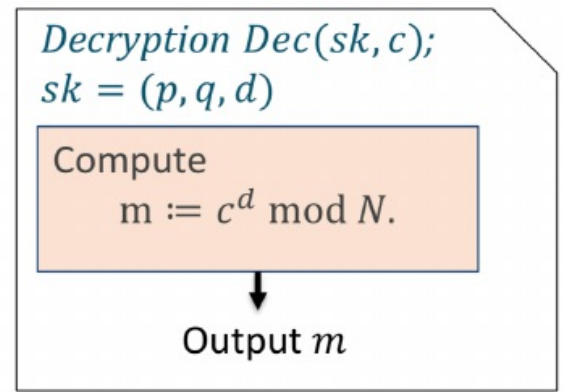 Decryption Dec(sk, c);
sk = (p, q, d)
Compute
m := c^d mod N.
Output m